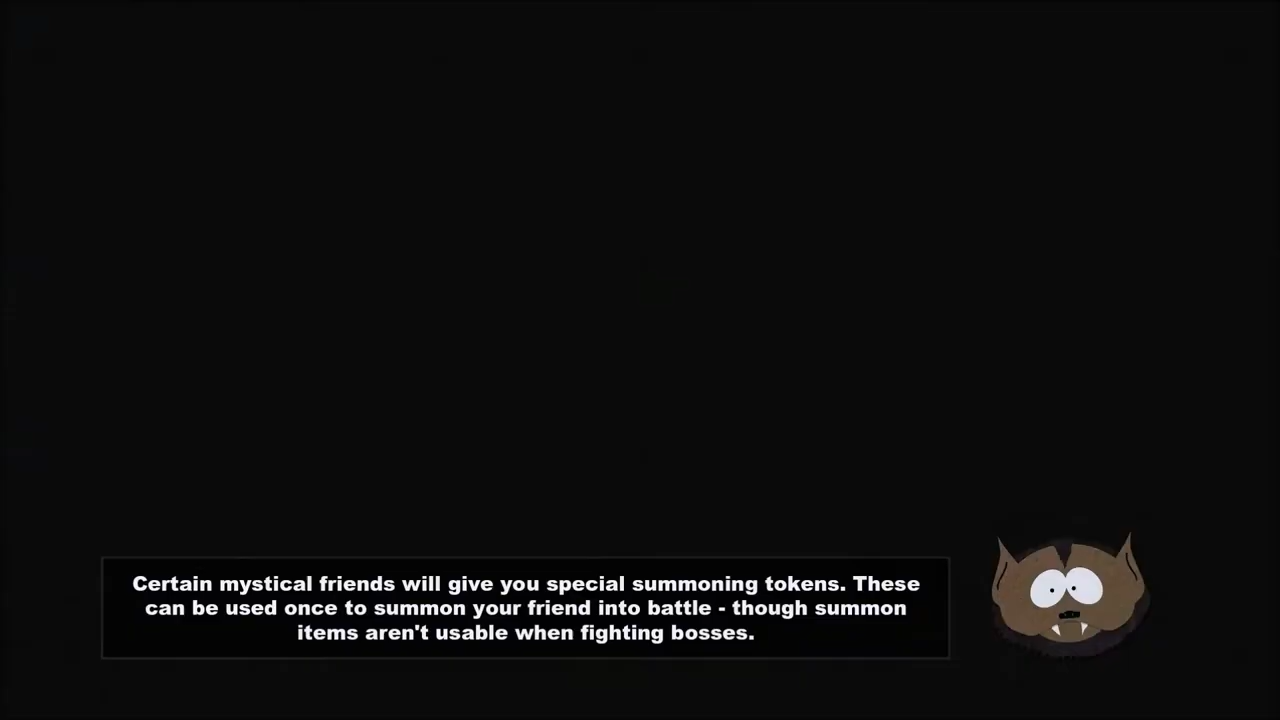 Certain mystical friends will give you special summoning tokens. These
can be used once to summon your friend into battle - though summon
items aren't usable when fighting bosses.